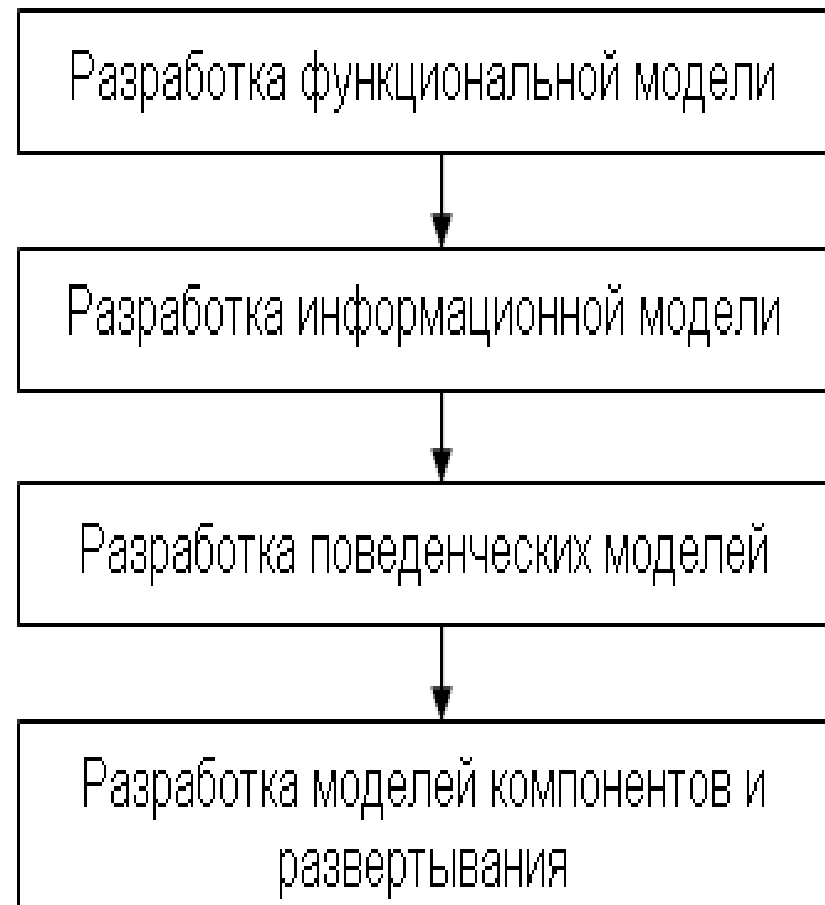 Разработка функциональной модели
Разработка информационной модели
Разработка поведенческих моделей
Разработка моделей компонентов и
развертывания